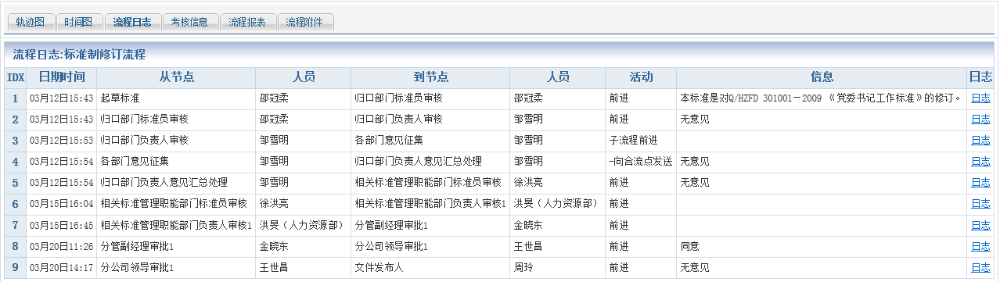 轨迹图 时间图 流程日志 考核信息 流程报表 流程附件
流程日志:标准制修订流程
IDX 日期时间 从节点 人员 到节点 人员 活动 信息 日志
1 03月12日15:43 起草标准 邵冠柔 归口部门标准员审核 邵冠柔 前进 本标准是对Q/HZFD 301001－2009 《党委书记工作标准》的修订。 日志
2 03月12日15:43 归口部门标准员审核 邵冠柔 归口部门负责人审核 邹雪明 前进 无意见 日志
3 03月12日15:53 归口部门负责人审核 邹雪明 各部门意见征集 邹雪明 子流程前进 日志
4 03月12日15:54 各部门意见征集 邹雪明 归口部门负责人意见汇总处理 邹雪明 -向合流点发送 无意见 日志
5 03月12日15:54 归口部门负责人意见汇总处理 邹雪明 相关标准管理职能部门标准员审核 徐洪亮 前进 无意见 日志
6 03月15日16:04 相关标准管理职能部门标准员审核 徐洪亮 相关标准管理职能部门负责人审核1 洪旻（人力资源部） 前进 日志
7 03月15日16:45 相关标准管理职能部门负责人审核1 洪旻（人力资源部） 分管副经理审批1 金晓东 前进 日志
8 03月20日11:26 分管副经理审批1 金晓东 分公司领导审批1 王世昌 前进 同意 日志
9 03月20日14:17 分公司领导审批1 王世昌 文件发布人 周玲 前进 无意见 日志